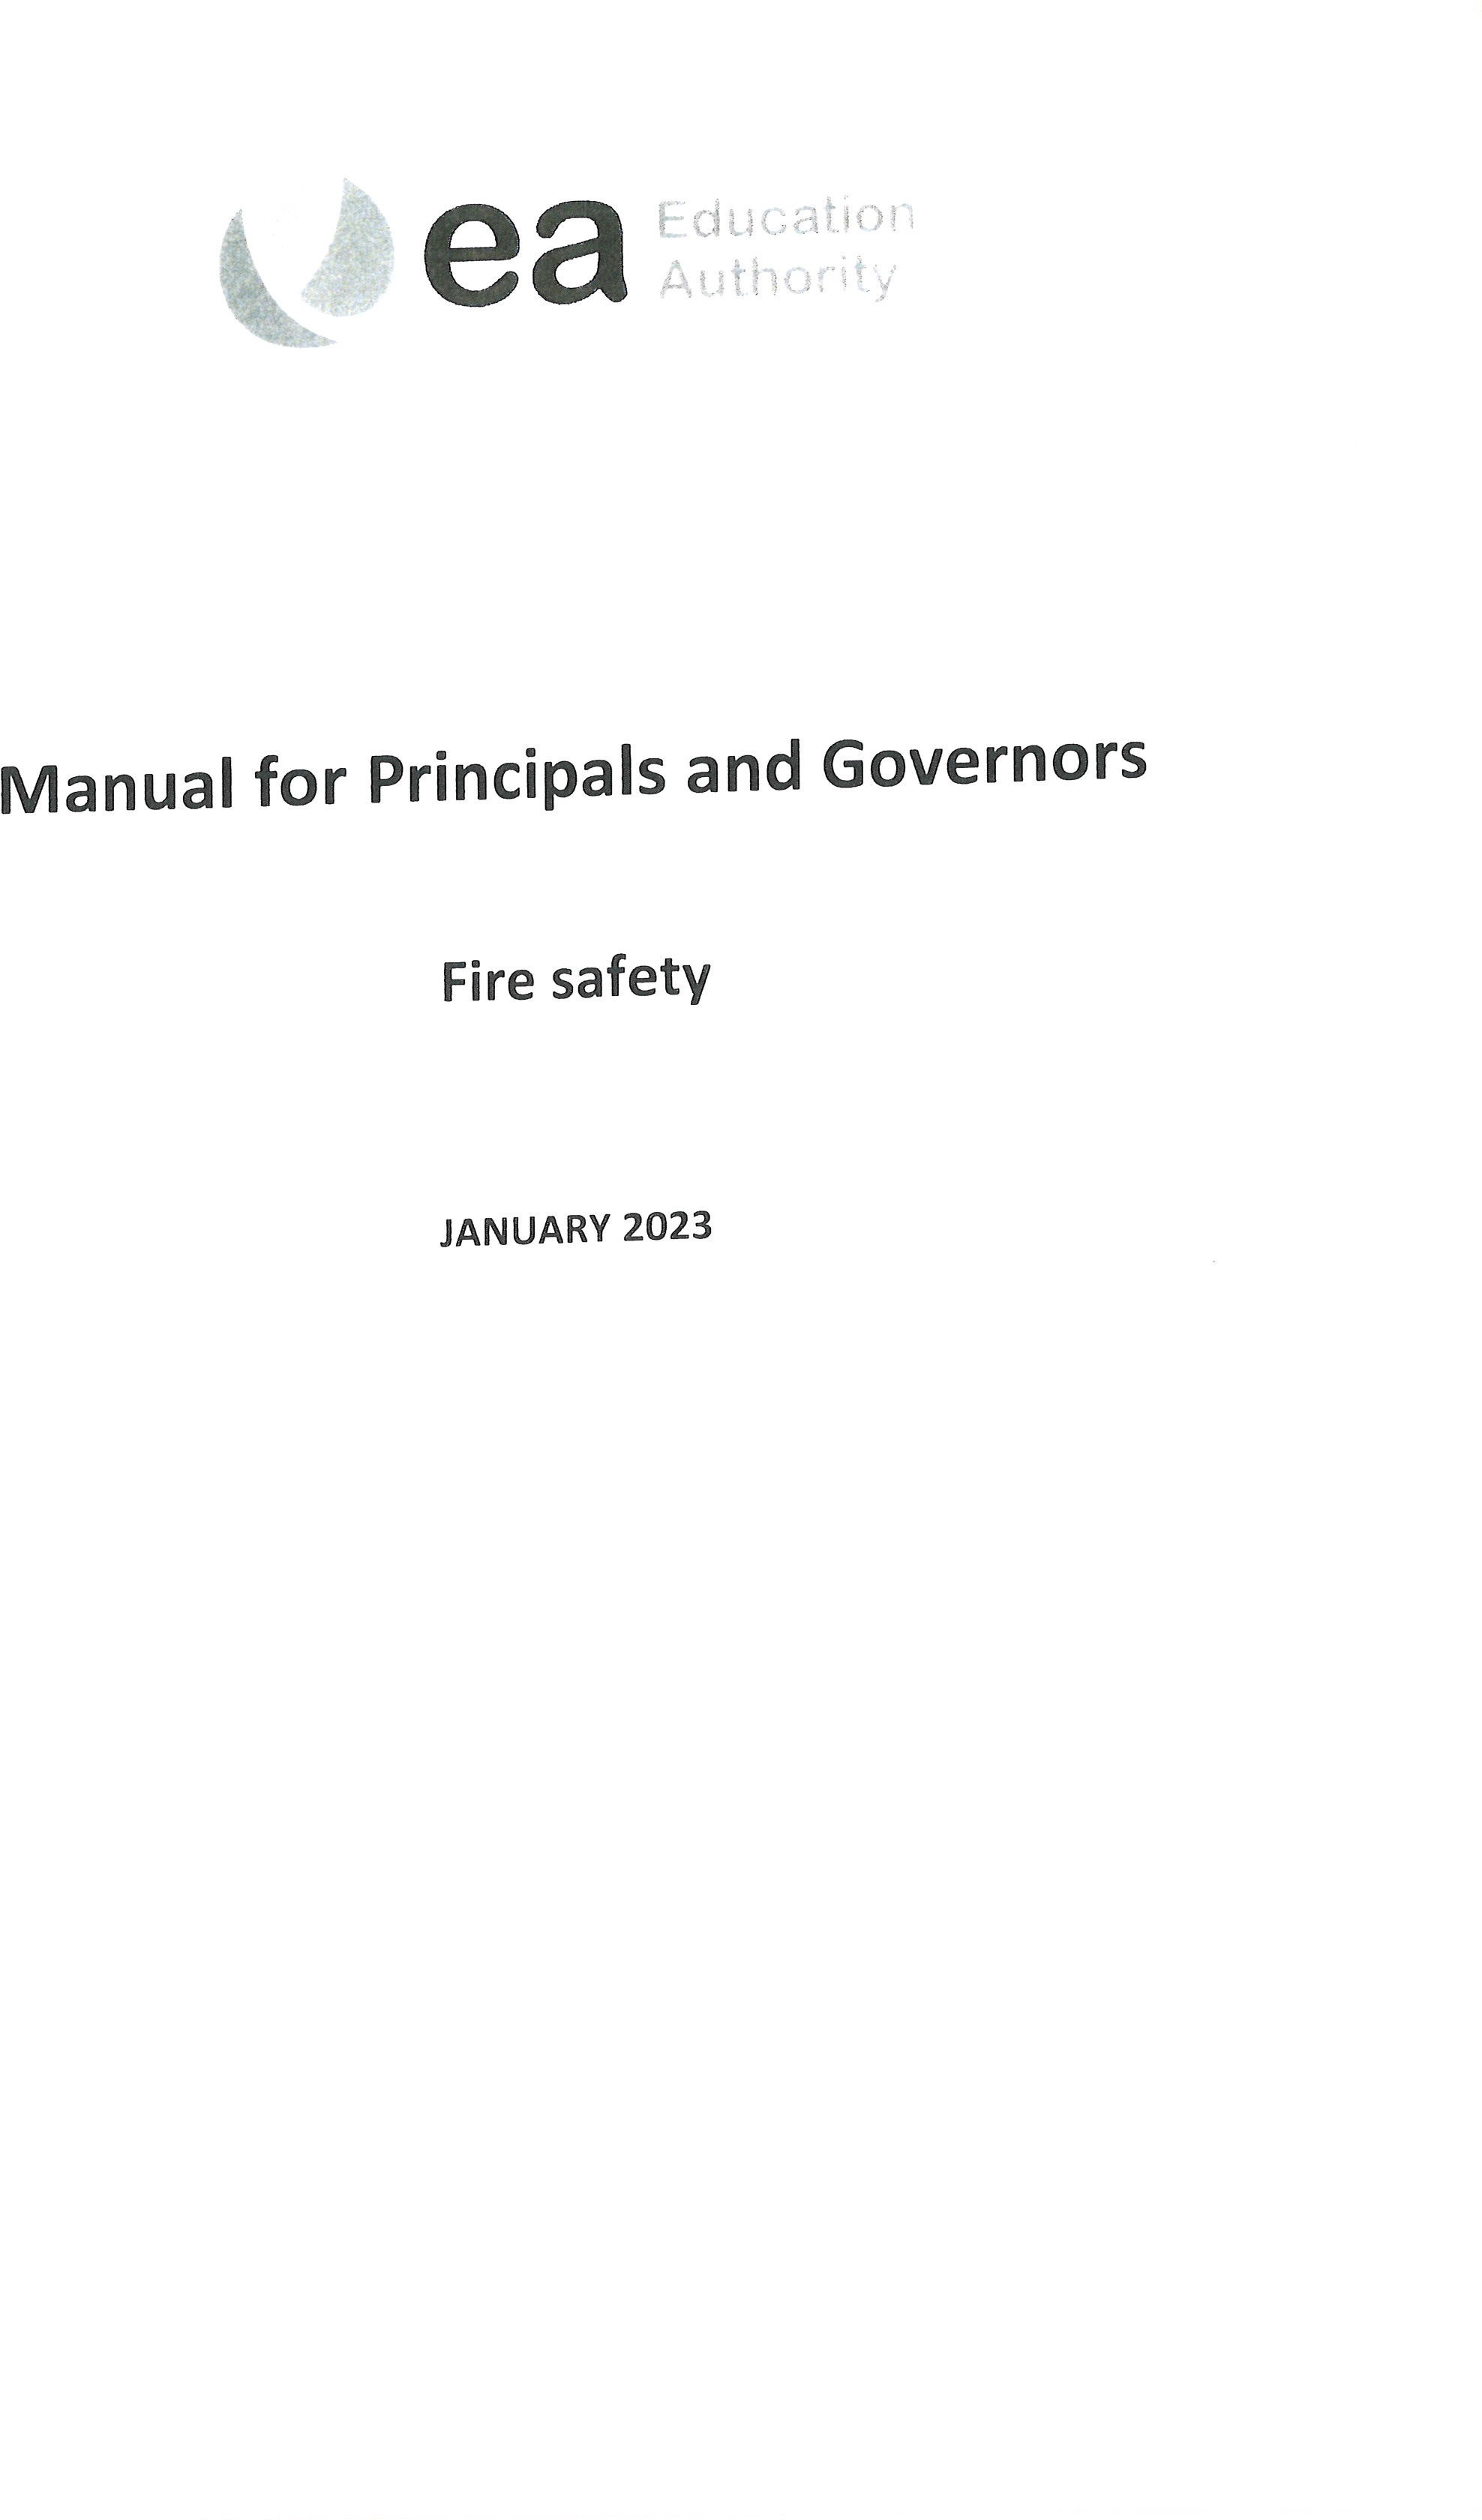 ea Education
Authority
Manual for Principals and Governors
Fire safety
JANUARY 2023